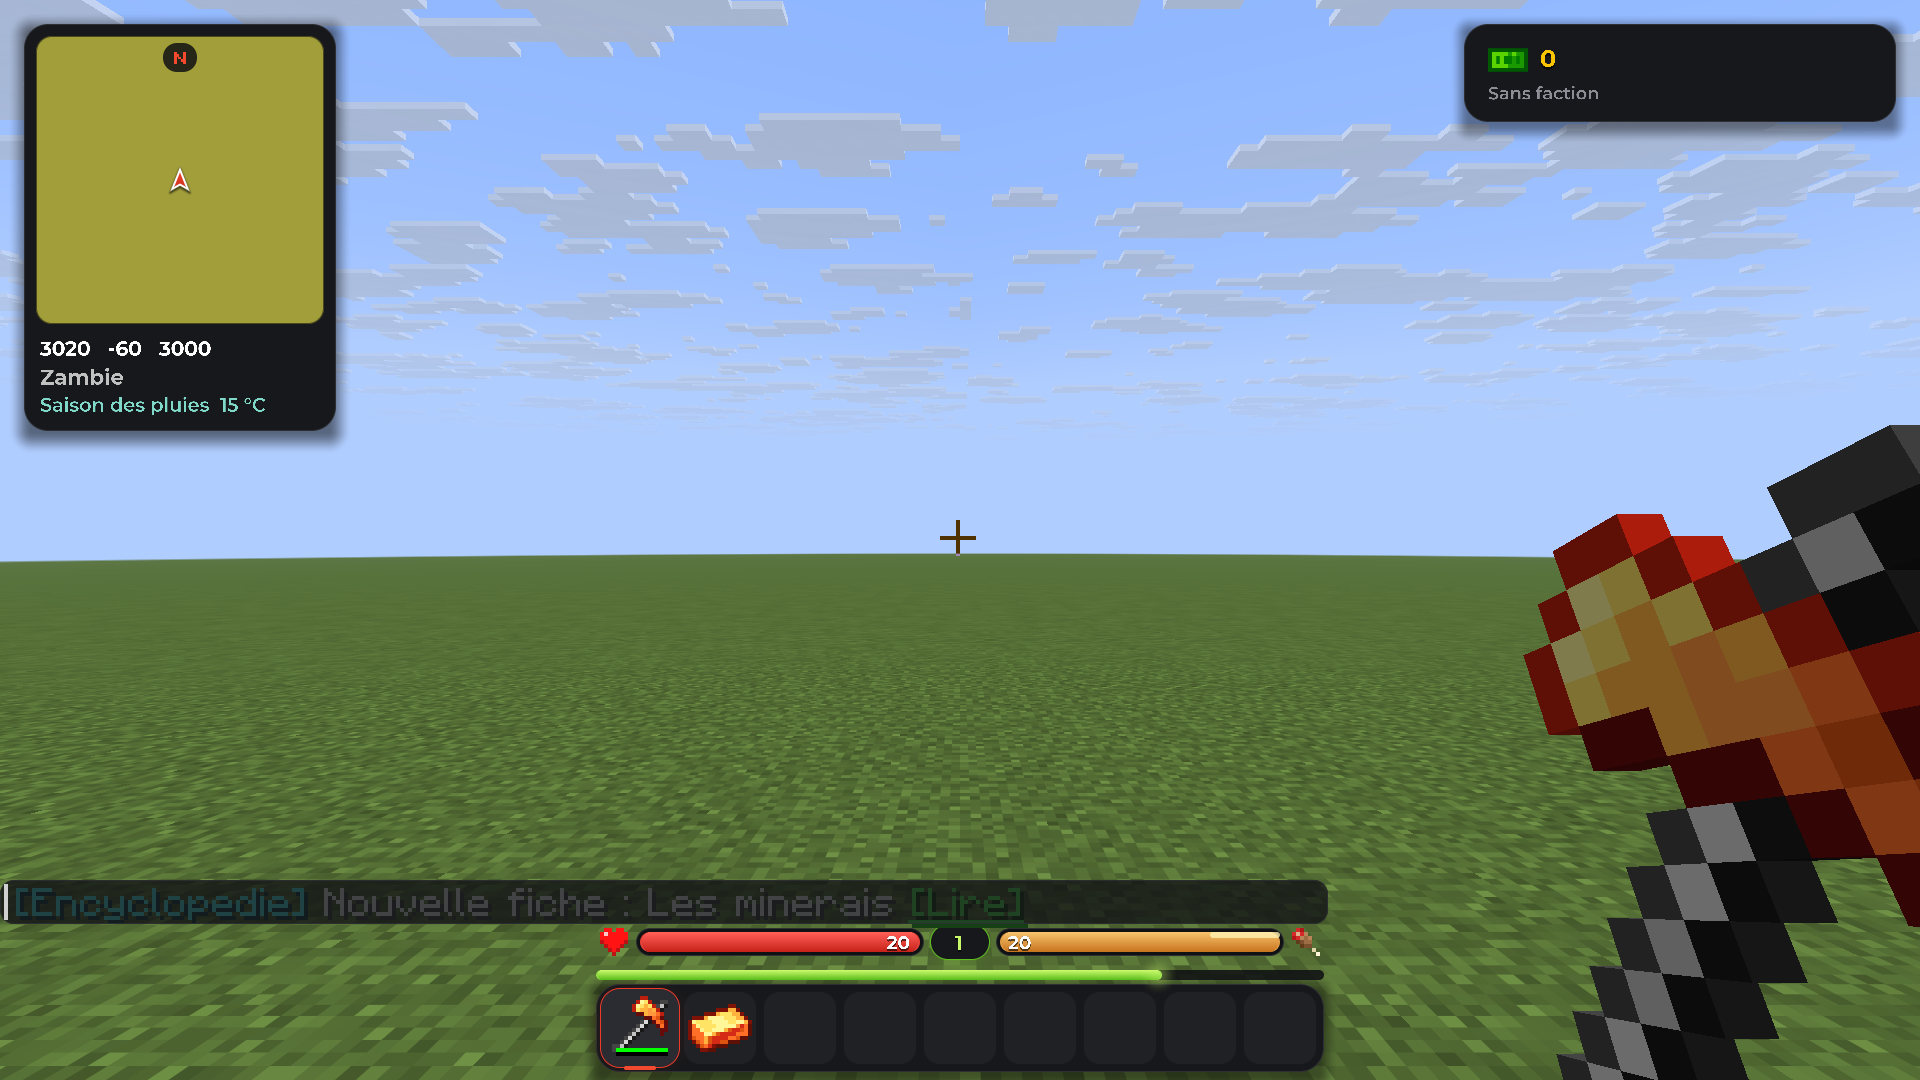 N
3020 -60 3000
Zambie
Saison des pluies 15 °C
0
Sans faction
[Encyclopedie] Nouvelle fiche : Les minerais [Lire]
20 1 20